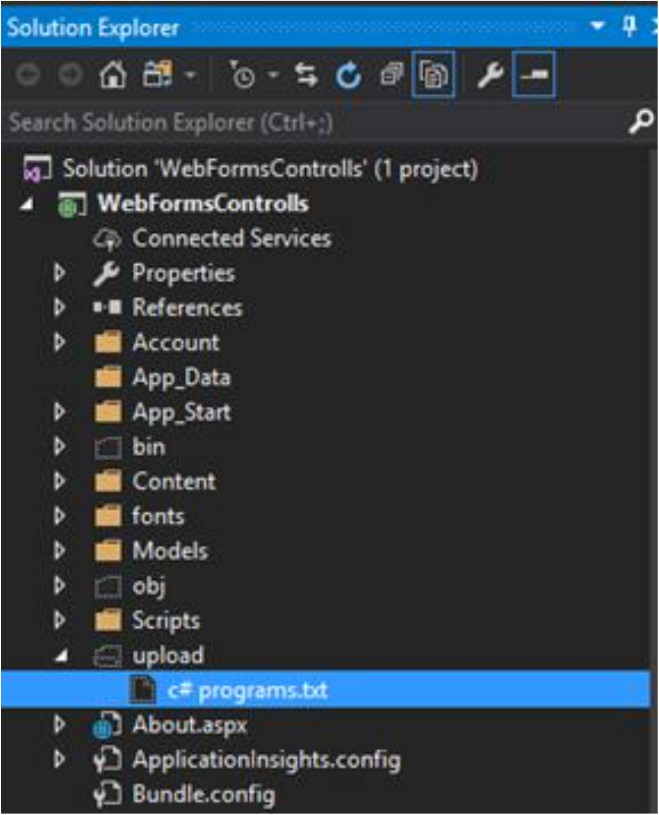 Solution Explorer
Search Solution Explorer (Ctrl+;)
Solution 'WebFormsControlls' (1 project)
WebFormsControlls
Connected Services
Properties
References
Account
App_Data
App_Start
bin
Content
fonts
Models
obj
Scripts
upload
c# programs.txt
About.aspx
ApplicationInsights.config
Bundle.config